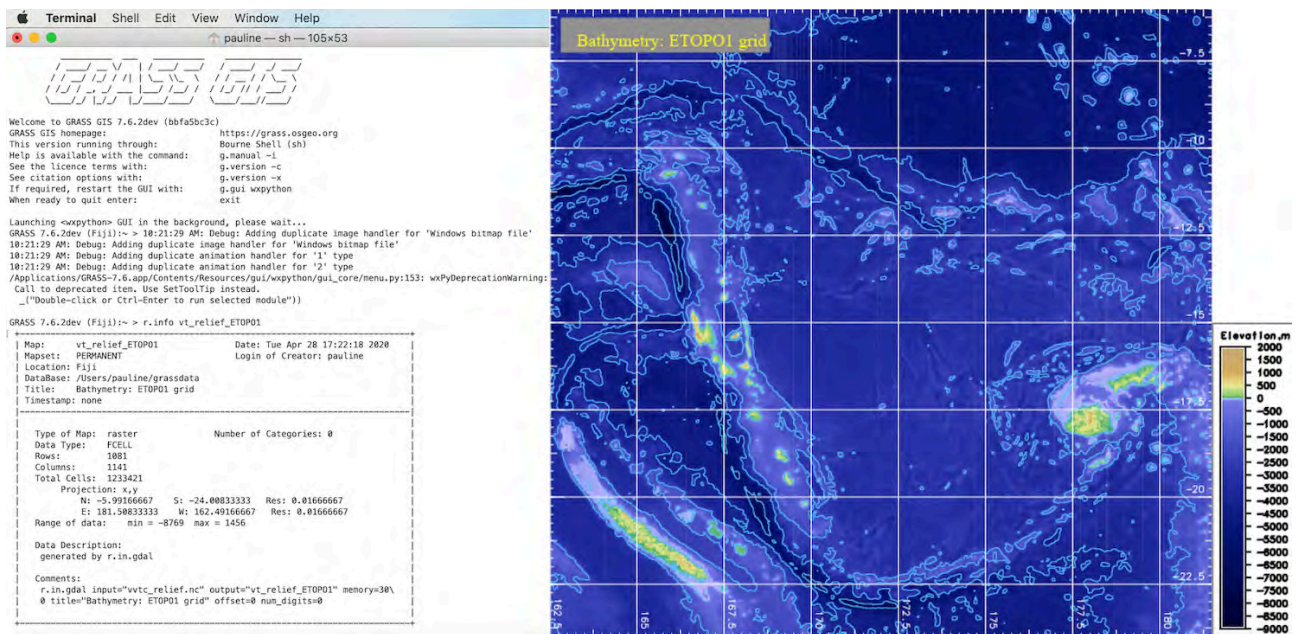 Terminal Shell Edit View Window Help
pauline — sh — 105×53
GRASS GIS
Welcome to GRASS GIS 7.6.2dev (bbfa5bc3c)
GRASS GIS homepage: https://grass.osgeo.org
This version running through: Bourne Shell (sh)
Help is available with the command: g.manual -i
See the licence terms with: g.version -c
See citation options with: g.version -x
If required, restart the GUI with: g.gui wxpython
When ready to quit enter: exit
Launching <wxpython> GUI in the background, please wait...
GRASS 7.6.2dev (Fiji):~ > 10:21:29 AM: Debug: Adding duplicate image handler for 'Windows bitmap file'
10:21:29 AM: Debug: Adding duplicate image handler for 'Windows bitmap file'
10:21:29 AM: Debug: Adding duplicate animation handler for '1' type
10:21:29 AM: Debug: Adding duplicate animation handler for '2' type
/Applications/GRASS-7.6.app/Contents/Resources/gui/wxpython/gui_core/menu.py:153: wxPyDeprecationWarning:
Call to deprecated item. Use SetToolTip instead.
_("Double-click or Ctrl-Enter to run selected module"))
GRASS 7.6.2dev (Fiji):~ > r.info vt_relief_ETOPO1
Map: vt_relief_ETOPO1 Date: Tue Apr 28 17:22:18 2020
Mapset: PERMANENT Login of Creator: pauline
Location: Fiji
DataBase: /Users/pauline/grassdata
Title: Bathymetry: ETOPO1 grid
Timestamp: none
Type of Map: raster Number of Categories: 0
Data Type: FCELL
Rows: 1081
Columns: 1141
Total Cells: 1233421
Projection: x,y
N: -5.99166667 S: -24.00833333 Res: 0.01666667
E: 181.50833333 W: 162.49166667 Res: 0.01666667
Range of data: min = -8769 max = 1456
Data Description:
generated by r.in.gdal
Comments:
r.in.gdal input="vvtc_relief.nc" output="vt_relief_ETOPO1" memory=30\
0 title="Bathymetry: ETOPO1 grid" offset=0 num_digits=0
Bathymetry: ETOPO1 grid
-7.5
-10
-12.5
-15
-17.5
-20
-22.5
162.5
165
167.5
170
172.5
175
177.5
180
Elevation,m
2000
1500
1000
500
0
-500
-1000
-1500
-2000
-2500
-3000
-3500
-4000
-4500
-5000
-5500
-6000
-6500
-7000
-7500
-8000
-8500
-9000